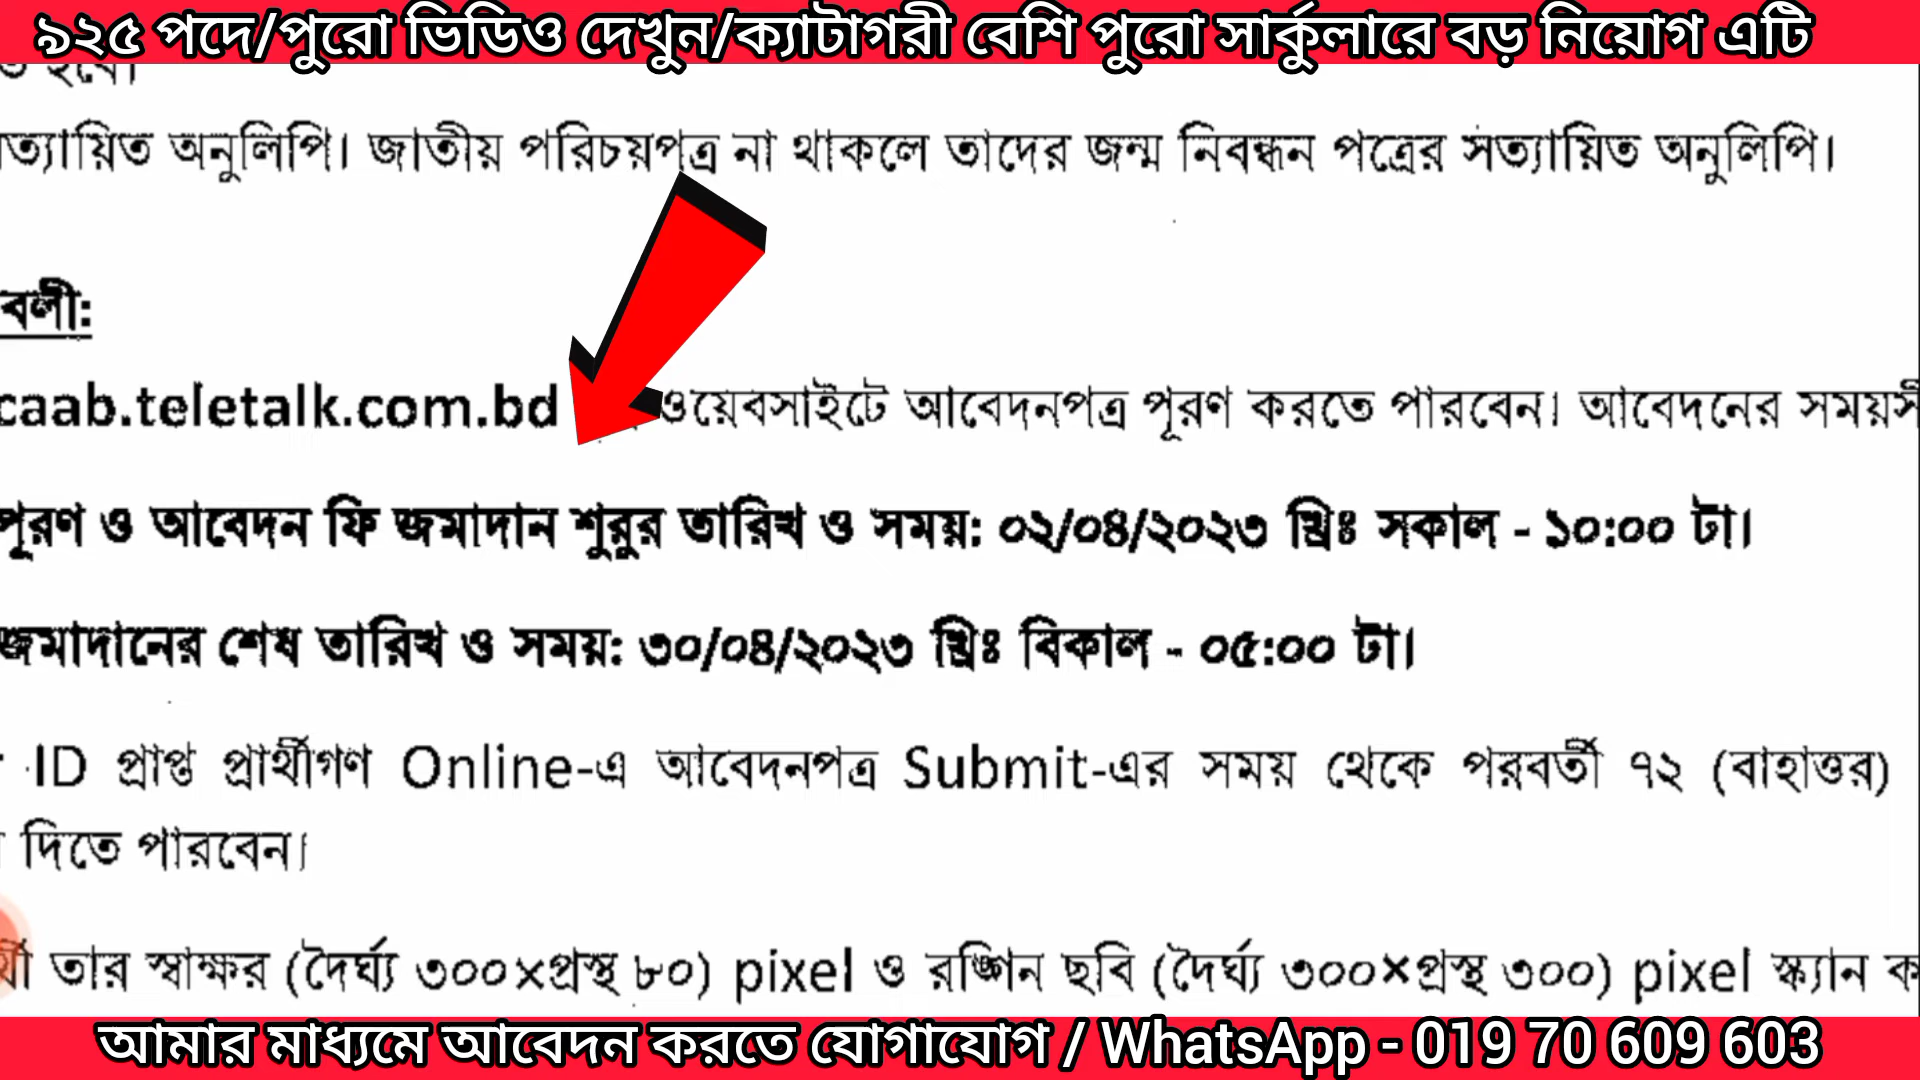 ৯২৫ পদে/পুরো ভিডিও দেখুন/ক্যাটাগরী বেশি পুরো সার্কুলারে বড় নিয়োগ এটি
ত্যায়িত অনুলিপি। জাতীয় পরিচয়পত্র না থাকলে তাদের জন্ম নিবন্ধন পত্রের সত্যায়িত অনুলিপি।
বলী:
caab.teletalk.com.bd ওয়েবসাইটে আবেদনপত্র পূরণ করতে পারবেন। আবেদনের সময়সী
পূরণ ও আবেদন ফি জমাদান শুরুর তারিখ ও সময়: ০২/০৪/২০২৩ খ্রিঃ সকাল - ১০:০০ টা।
জমাদানের শেষ তারিখ ও সময়: ৩০/০৪/২০২৩ খ্রিঃ বিকাল - ০৫:০০ টা।
ID প্রাপ্ত প্রার্থীগণ Online-এ আবেদনপত্র Submit-এর সময় থেকে পরবর্তী ৭২ (বাহাত্তর)
দিতে পারবেন।
র্থী তার স্বাক্ষর (দৈর্ঘ্য ৩০০×প্রস্থ ৮০) pixel ও রঙ্গিন ছবি (দৈর্ঘ্য ৩০০×প্রস্থ ৩০০) pixel স্ক্যান ক
আমার মাধ্যমে আবেদন করতে যোগাযোগ / WhatsApp - 019 70 609 603